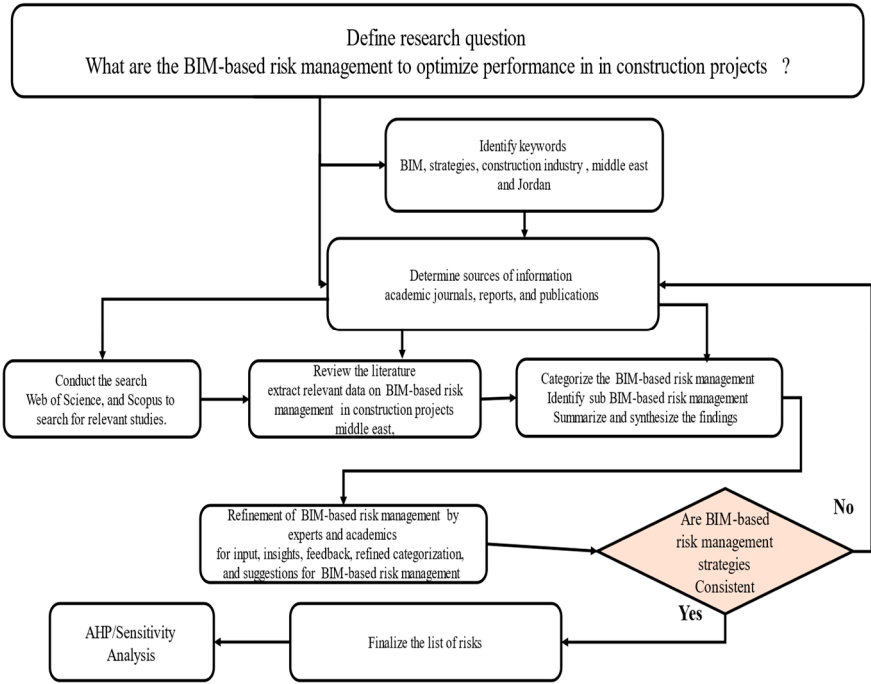 Define research question
What are the BIM-based risk management to optimize performance in in construction projects ?
Identify keywords
BIM, strategies, construction industry , middle east
and Jordan
Determine sources of information
academic journals, reports, and publications
Conduct the search
Web of Science, and Scopus to
search for relevant studies.
Review the literature
extract relevant data on BIM-based risk
management in construction projects
middle east,
Categorize the BIM-based risk management
Identify sub BIM-based risk management
Summarize and synthesize the findings
Refinement of BIM-based risk management by
experts and academics
for input, insights, feedback, refined categorization,
and suggestions for BIM-based risk management
Are BIM-based
risk management
strategies
Consistent
No
Yes
Finalize the list of risks
AHP/Sensitivity
Analysis